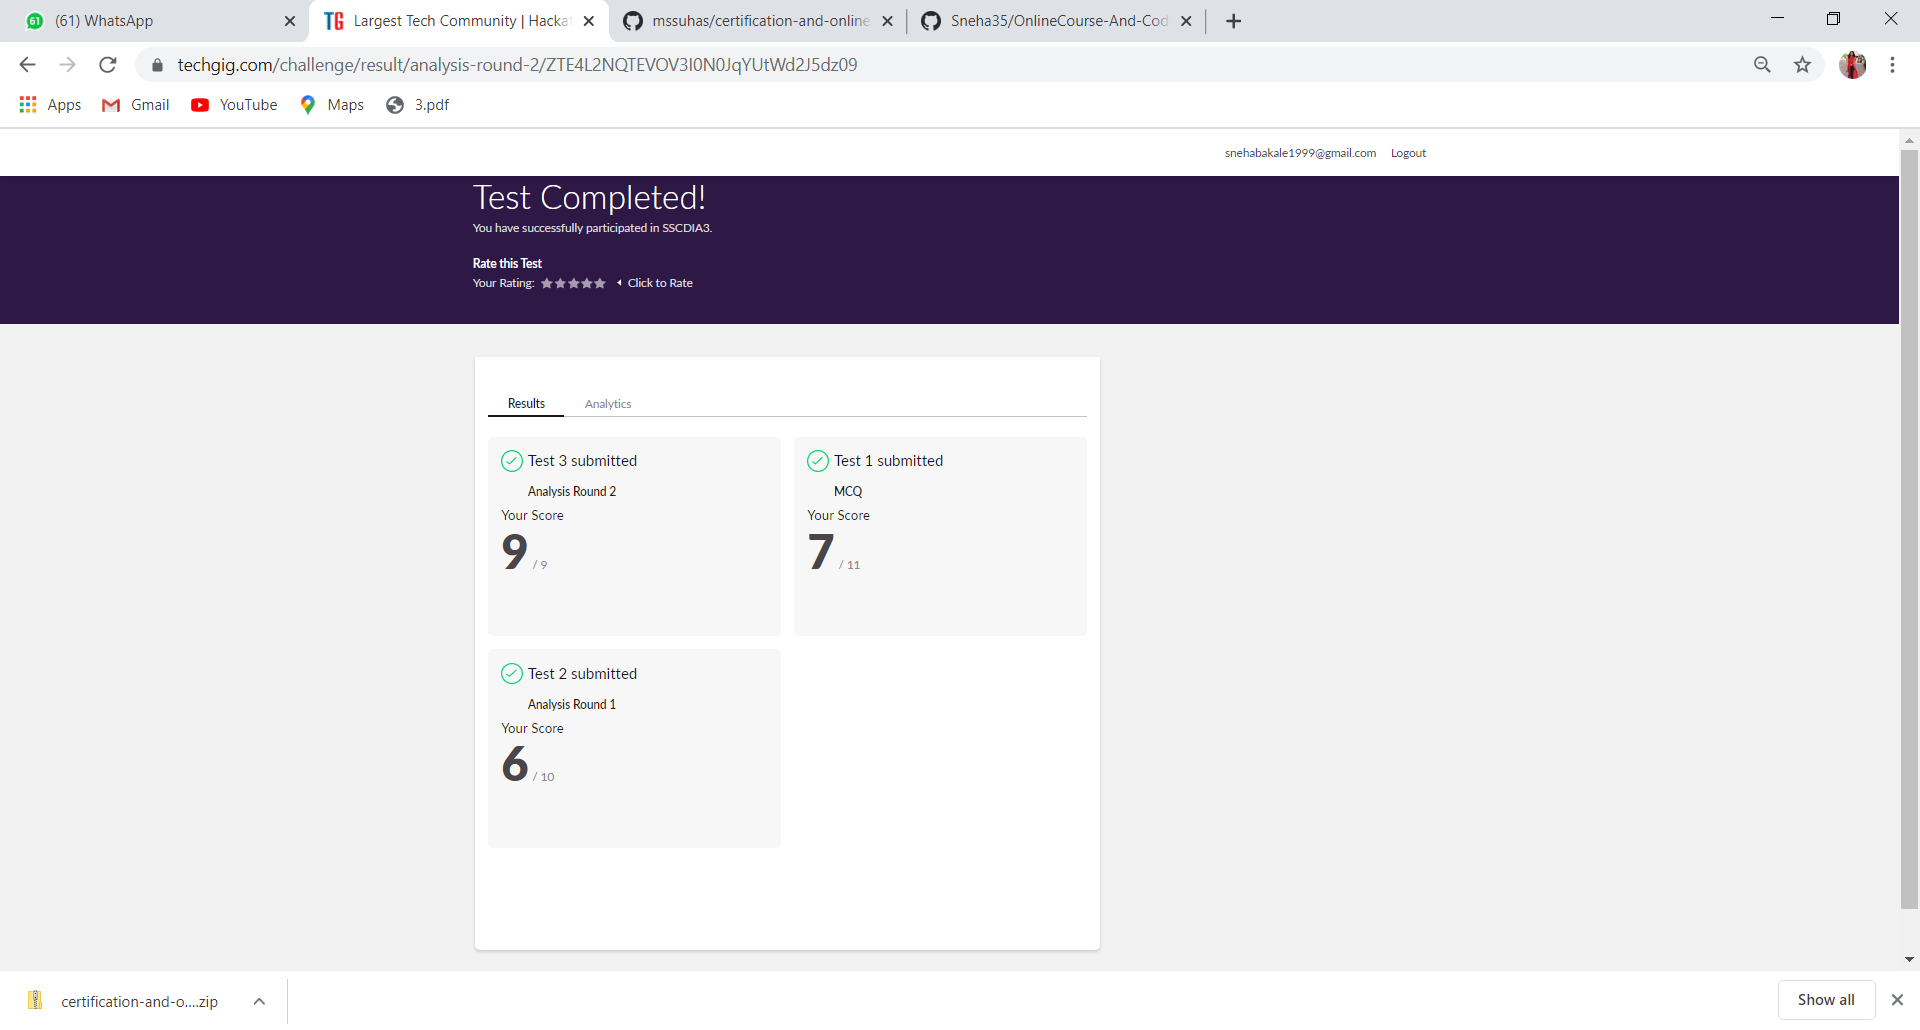 61 (61) WhatsApp
TG Largest Tech Community | Hacka
mssuhas/certification-and-online
Sneha35/OnlineCourse-And-Cod
techgig.com/challenge/result/analysis-round-2/ZTE4L2NQTEVOV3I0N0JqYUtWd2J5dz09
Apps Gmail YouTube Maps 3.pdf
snehabakale1999@gmail.com Logout
Test Completed!
You have successfully participated in SSCDIA3.
Rate this Test
Your Rating: Click to Rate
Results Analytics
Test 3 submitted
Analysis Round 2
Your Score
9 / 9
Test 1 submitted
MCQ
Your Score
7 / 11
Test 2 submitted
Analysis Round 1
Your Score
6 / 10
certification-and-o....zip
Show all